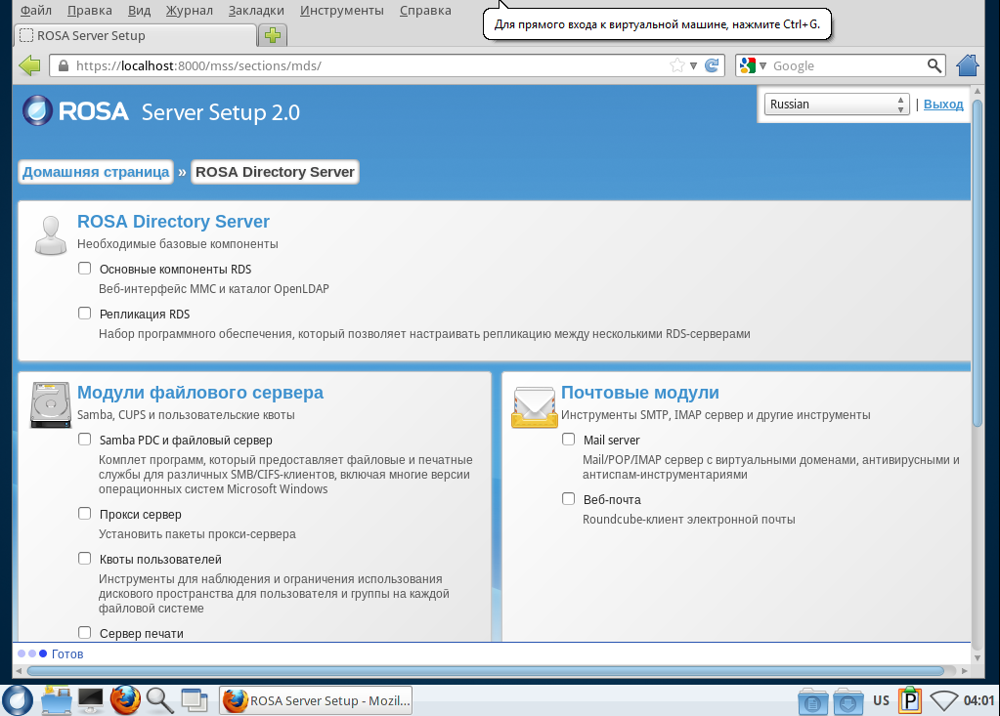 Файл Правка Вид Журнал Закладки Инструменты Справка
Для прямого входа к виртуальной машине, нажмите Ctrl+G.
ROSA Server Setup
https://localhost:8000/mss/sections/mds/
Google
ROSA Server Setup 2.0
Russian | Выход
Домашняя страница » ROSA Directory Server
ROSA Directory Server
Необходимые базовые компоненты
Основные компоненты RDS
Веб-интерфейс MMC и каталог OpenLDAP
Репликация RDS
Набор программного обеспечения, который позволяет настраивать репликацию между несколькими RDS-серверами
Модули файлового сервера
Samba, CUPS и пользовательские квоты
Samba PDC и файловый сервер
Комплет программ, который предоставляет файловые и печатные
службы для различных SMB/CIFS-клиентов, включая многие версии
операционных систем Microsoft Windows
Прокси сервер
Установить пакеты прокси-сервера
Квоты пользователей
Инструменты для наблюдения и ограничения использования
дискового пространства для пользователя и группы на каждой
файловой системе
Сервер печати
Почтовые модули
Инструменты SMTP, IMAP сервер и другие инструменты
Mail server
Mail/POP/IMAP сервер с виртуальными доменами, антивирусными и
антиспам-инструментариями
Веб-почта
Roundcube-клиент электронной почты
Готов
ROSA Server Setup - Mozil...
US
P
04:01